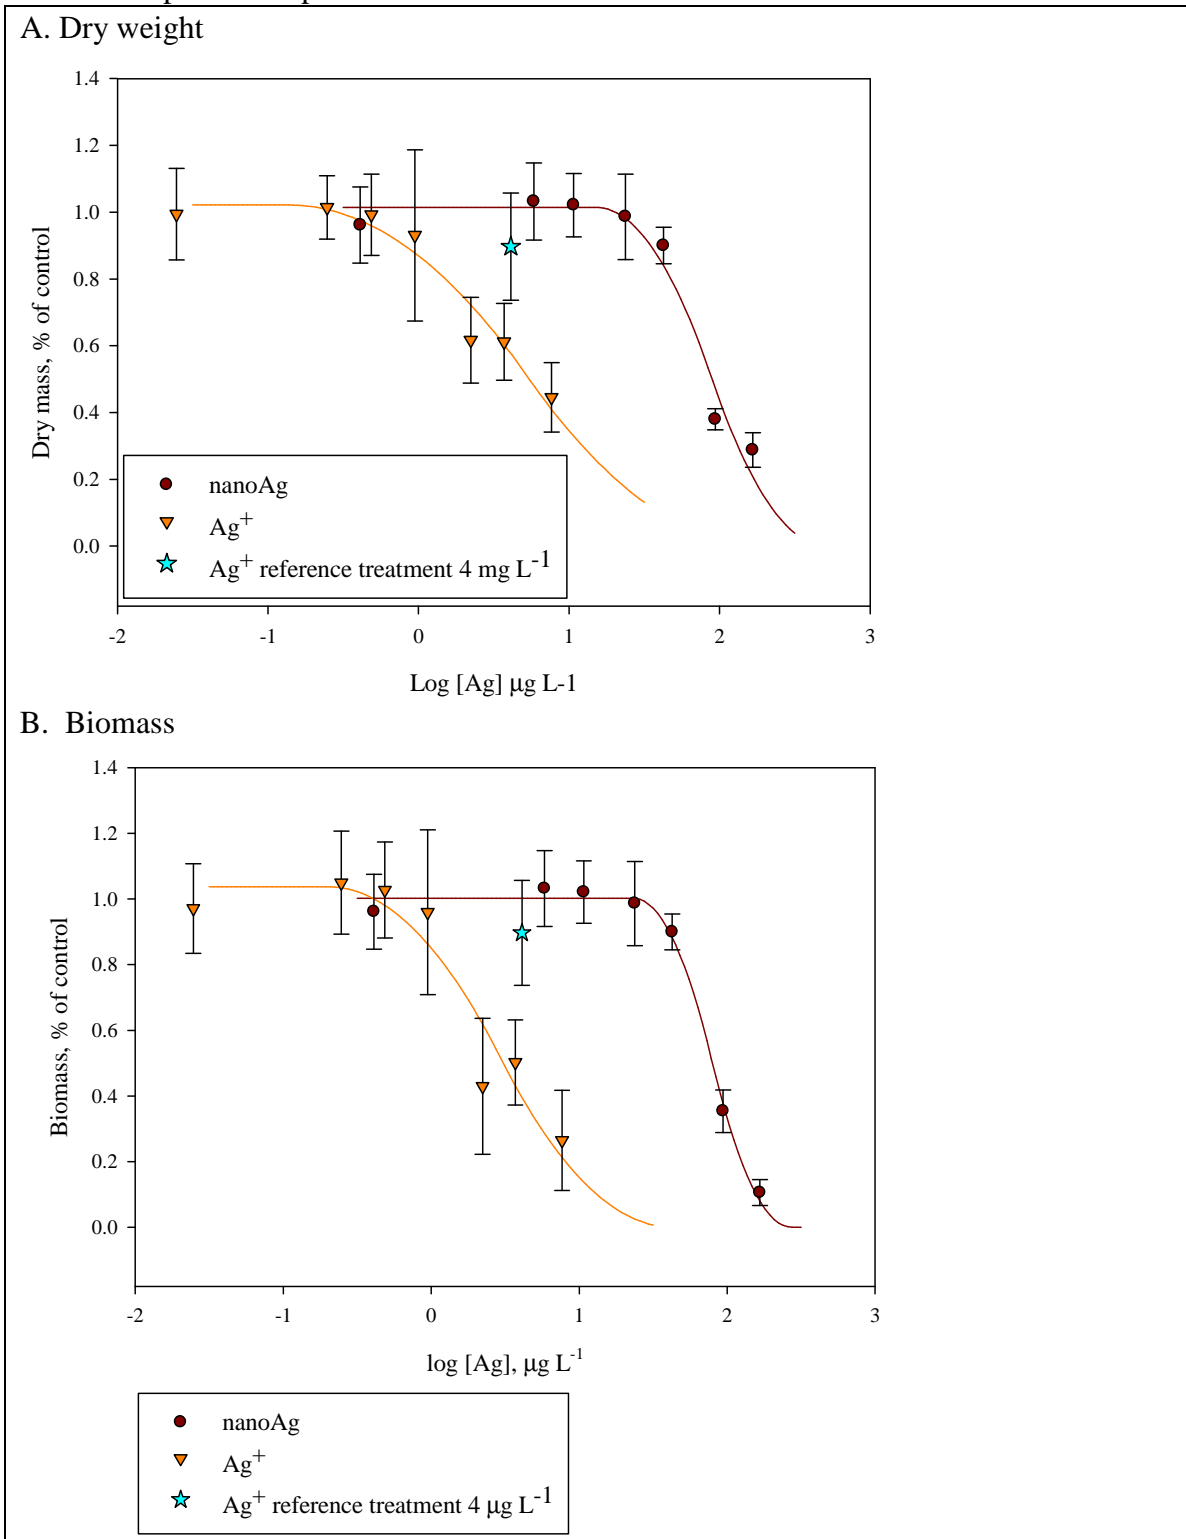 A. Dry weight
1.4
1.2
1.0
0.8
0.6
0.4
0.2
0.0
Dry mass, % of control
nanoAg
Ag+
Ag+ reference treatment 4 mg L-1
-2 -1 0 1 2 3
Log [Ag] μg L-1
B. Biomass
1.4
1.2
1.0
0.8
0.6
0.4
0.2
0.0
Biomass, % of control
-2 -1 0 1 2 3
log [Ag], μg L-1
nanoAg
Ag+
Ag+ reference treatment 4 μg L-1